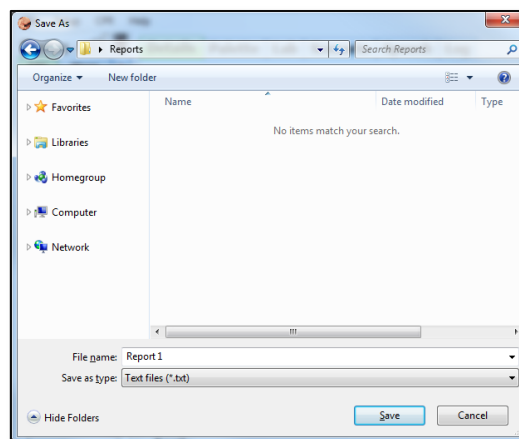 Save As
Reports
Search Reports
Organize
New folder
Name
Date modified
Type
Favorites
No items match your search.
Libraries
Homegroup
Computer
Network
File name: Report 1
Save as type: Text files (*.txt)
Hide Folders
Save
Cancel